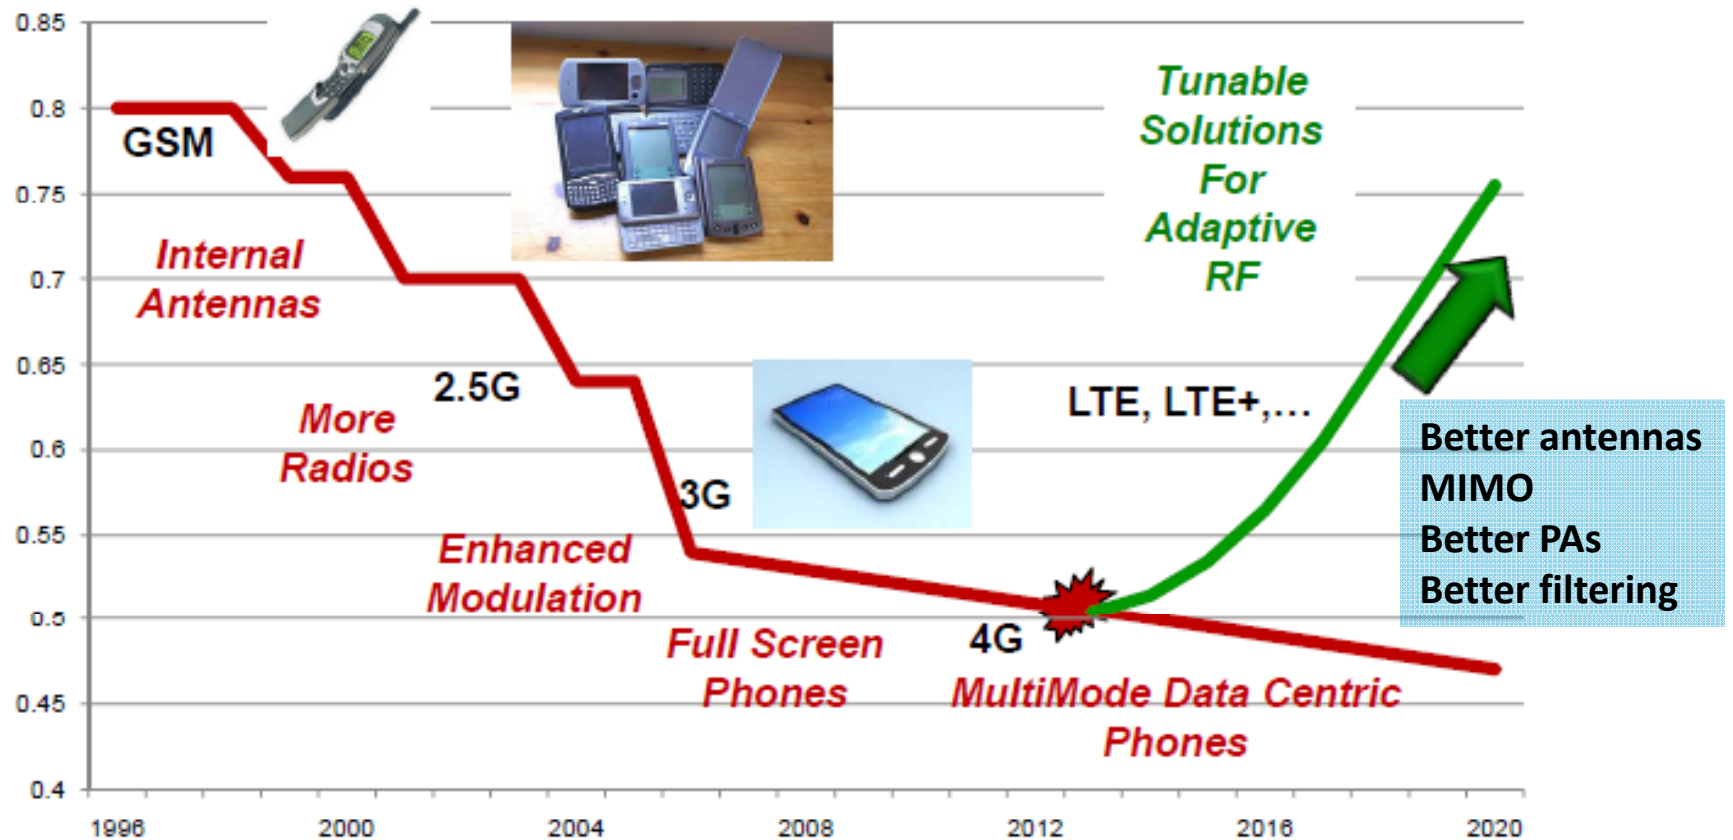 0.85
0.8
0.75
0.7
0.65
0.6
0.55
0.5
0.45
0.4
1996
2000
2004
2008
2012
2016
2020
GSM
Internal
Antennas
More
Radios
2.5G
Enhanced
Modulation
3G
Full Screen
Phones
4G
MultiMode Data Centric
Phones
LTE, LTE+,...
Tunable
Solutions
For
Adaptive
RF
Better antennas
MIMO
Better PAs
Better filtering